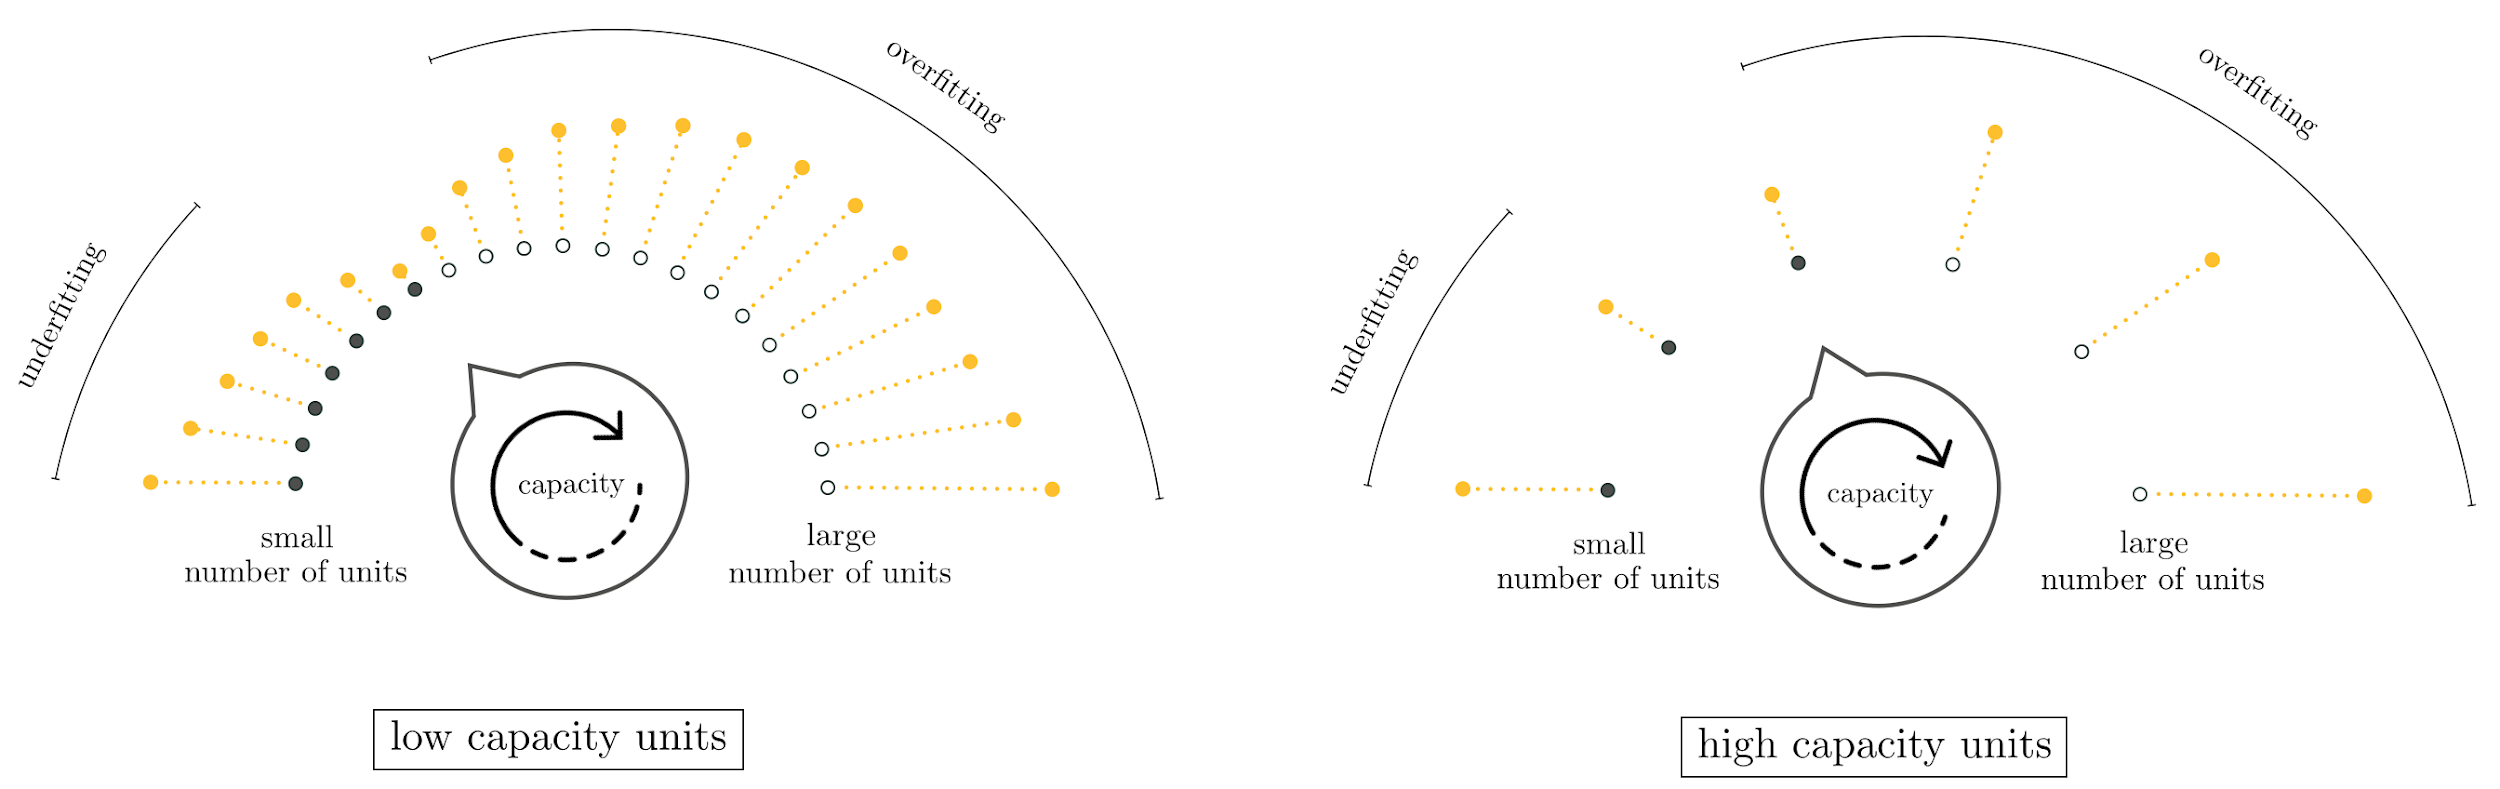 underfitting
overfitting
capacity
small
number of units
large
number of units
low capacity units
underfitting
overfitting
capacity
small
number of units
large
number of units
high capacity units